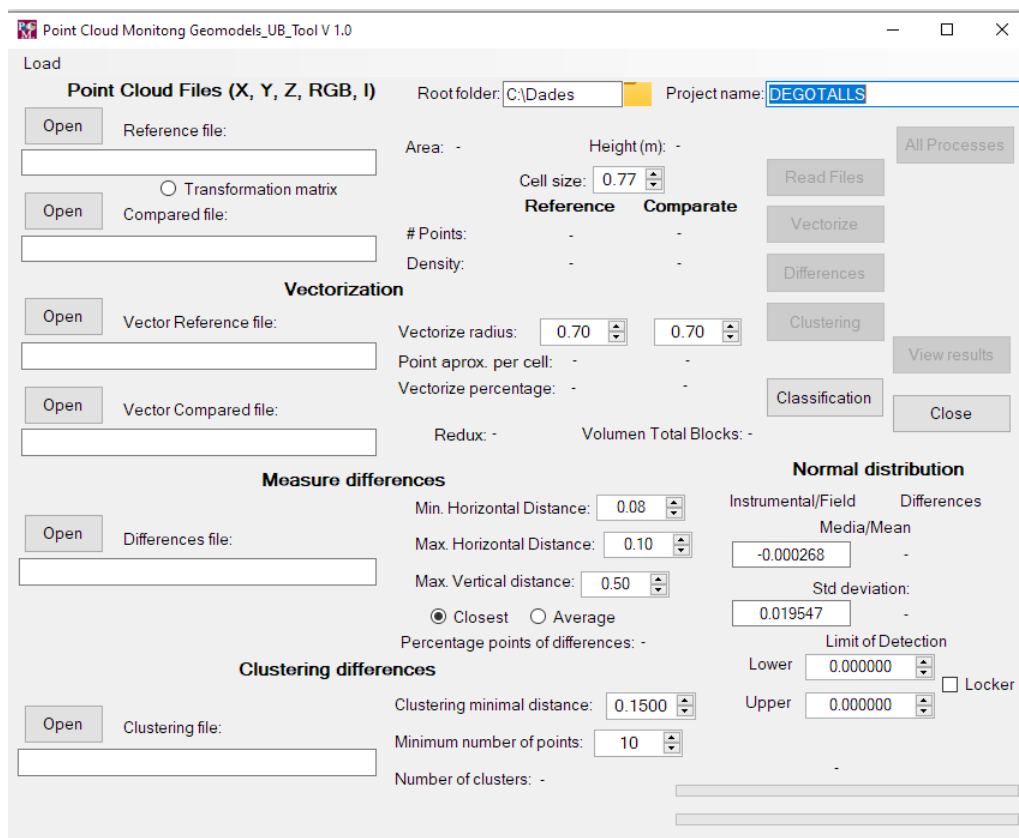 Point Cloud Monitong Geomodels_UB_Tool V 1.0
Load
Point Cloud Files (X, Y, Z, RGB, I)
Root folder: C:\Dades
Project name: DEGOTALLS
Open
Reference file:
Area: -
Height (m): -
All Processes
Transformation matrix
Cell size: 0.77
Read Files
Open
Compared file:
Reference Comparate
# Points: - -
Vectorize
Density: - -
Differences
Vectorization
Open
Vector Reference file:
Vectorize radius: 0.70 0.70
Clustering
Point aprox. per cell: - -
View results
Vectorize percentage: - -
Classification
Open
Vector Compared file:
Close
Redux: -
Volumen Total Blocks: -
Measure differences
Normal distribution
Min. Horizontal Distance: 0.08
Instrumental/Field Differences
Open
Differences file:
Media/Mean
Max. Horizontal Distance: 0.10
-0.000268 -
Max. Vertical distance: 0.50
Std deviation:
Closest Average
0.019547 -
Percentage points of differences: -
Limit of Detection
Clustering differences
Lower 0.000000
Locker
Clustering minimal distance: 0.1500
Upper 0.000000
Open
Clustering file:
Minimum number of points: 10
Number of clusters: -
-